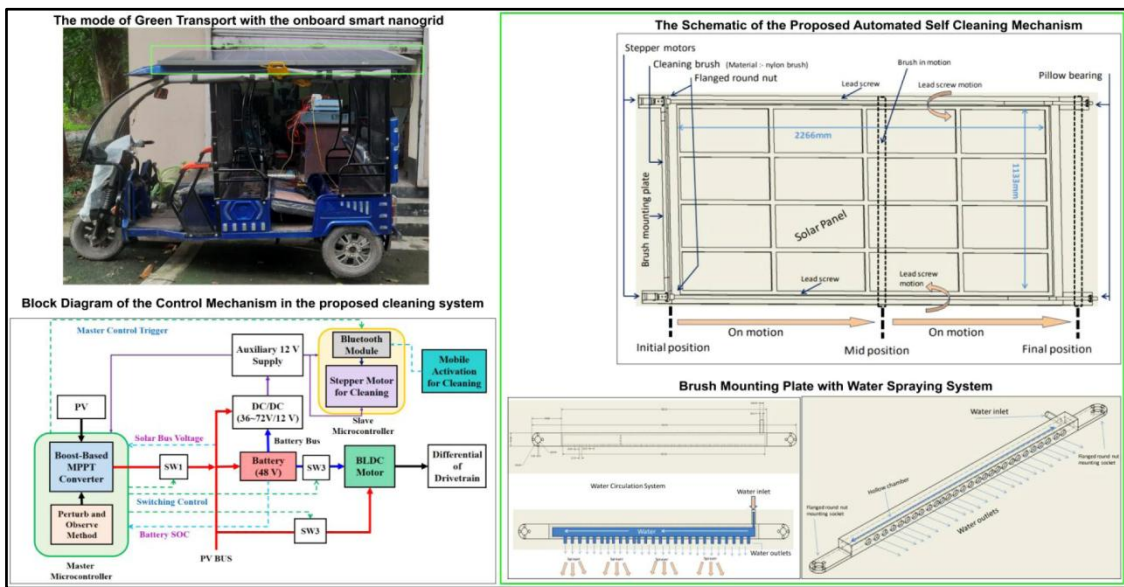 The mode of Green Transport with the onboard smart nanogrid
Block Diagram of the Control Mechanism in the proposed cleaning system
Master Control Trigger
Bluetooth
Module
Auxiliary 12 V
Supply
Mobile
Activation
for Cleaning
Stepper Motor
for Cleaning
PV
DC/DC
(36~72V/12 V)
Slave
Microcontroller
Solar Bus Voltage
Battery Bus
Boost-Based
MPPT
Converter
SW1
Battery
(48 V)
SW3
BLDC
Motor
Differential
of
Drivetrain
Switching Control
Perturb and
Observe
Method
SW3
Battery SOC
PV BUS
Master
Microcontroller
The Schematic of the Proposed Automated Self Cleaning Mechanism
Stepper motors
Cleaning brush (Material :- nylon brush)
Flanged round nut
Brush in motion
Pillow bearing
Lead screw
Lead screw motion
2266mm
1133mm
Brush mounting plate
Solar Panel
Lead screw
Lead screw
motion
On motion
On motion
Initial position
Mid position
Final position
Brush Mounting Plate with Water Spraying System
Water Circulation System
Water inlet
Water
Water outlets
Water inlet
Flanged round nut
mounting socket
Hollow chamber
Flanged round nut
mounting socket
Water outlets